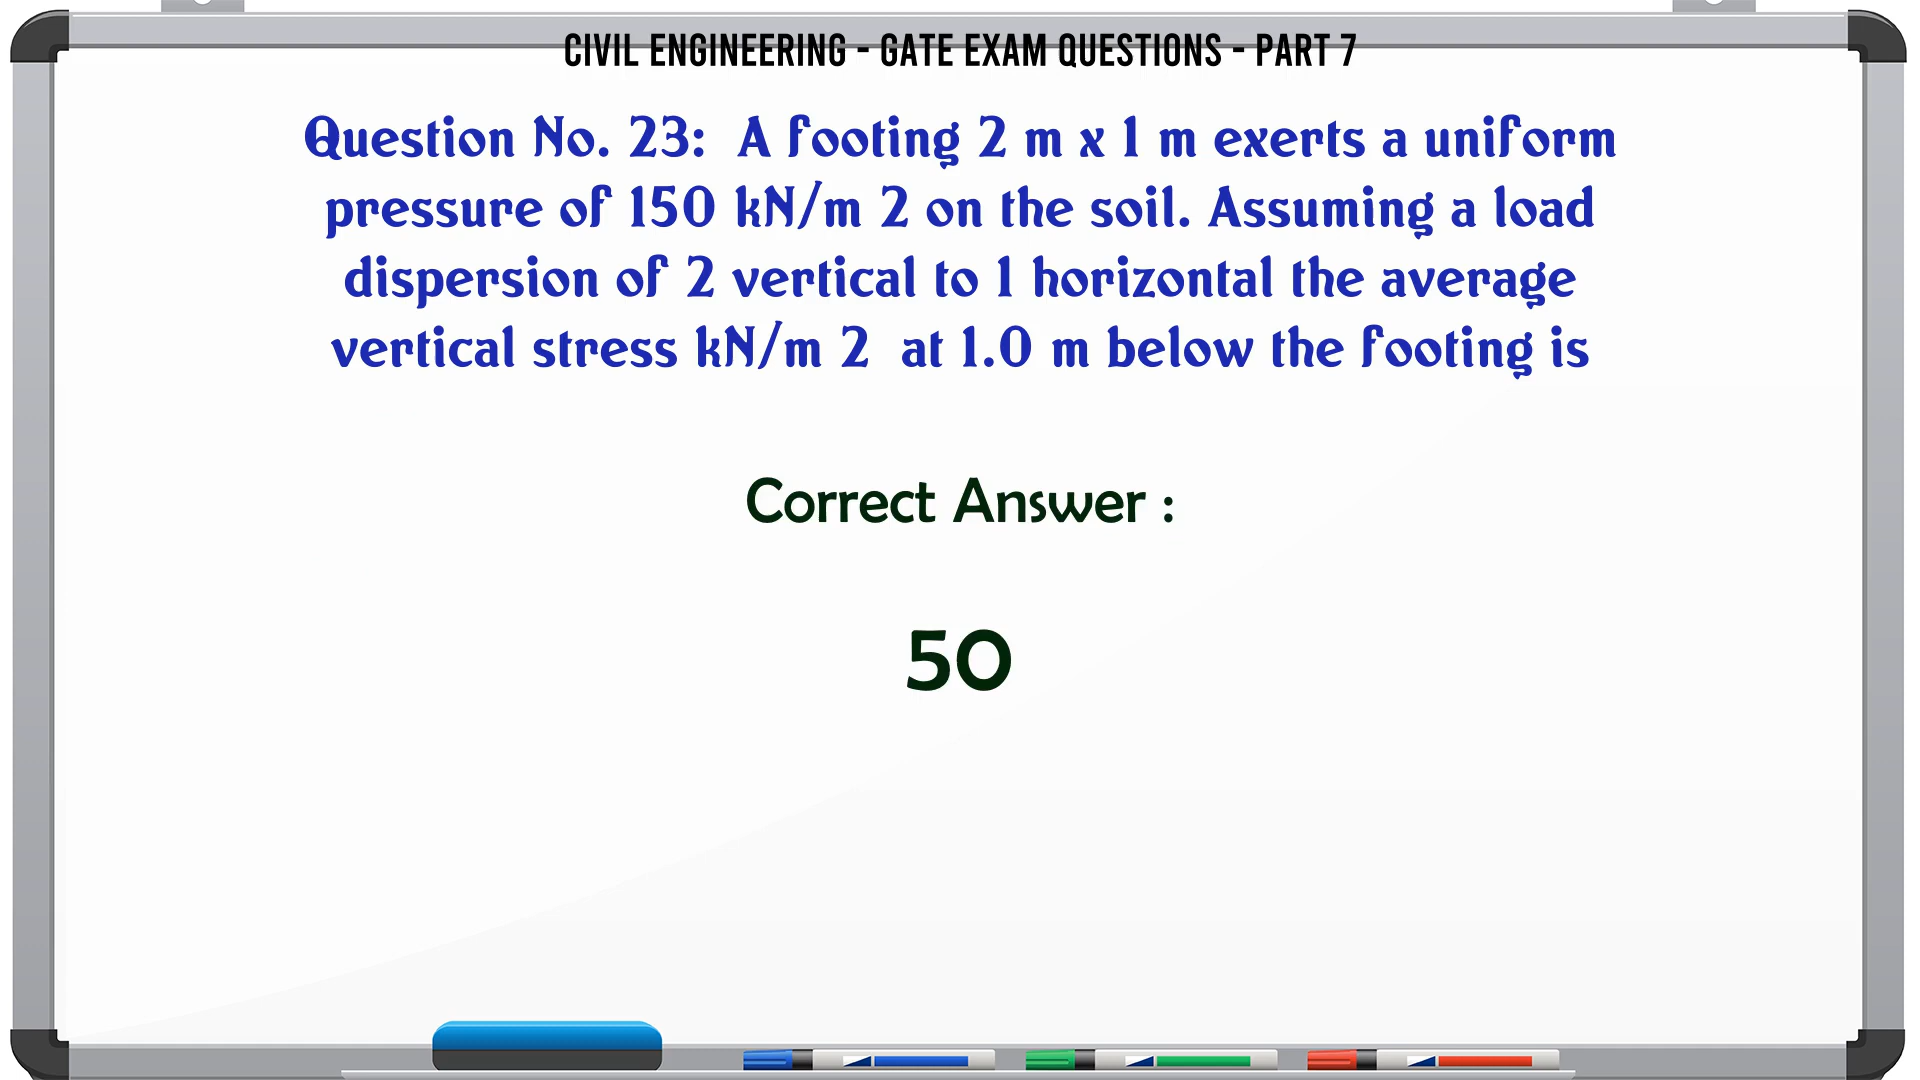 CIVIL ENGINEERING - GATE EXAM QUESTIONS - PART 7
Question No. 23:  A footing 2 m x 1 m exerts a uniform
pressure of 150 kN/m 2 on the soil. Assuming a load
dispersion of 2 vertical to 1 horizontal the average
vertical stress kN/m 2  at 1.0 m below the footing is
Correct Answer :
50